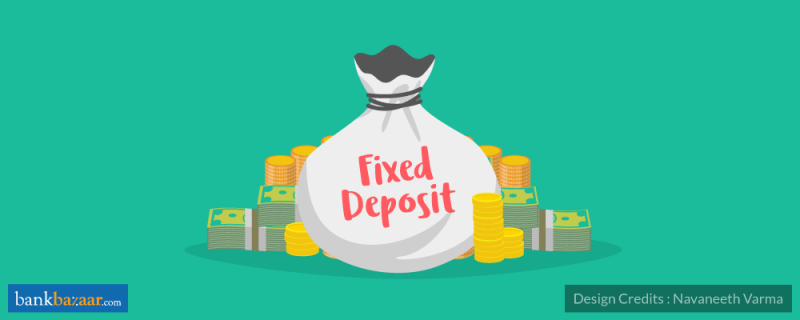 Fixed
Deposit
bankbazaar.com
Design Credits : Navaneeth Varma